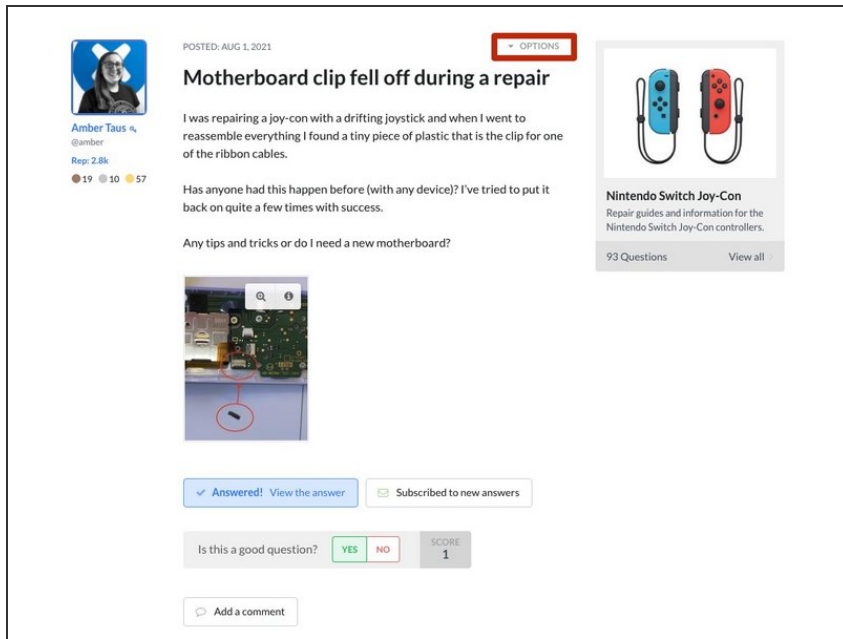 POSTED: AUG 1, 2021
OPTIONS
Motherboard clip fell off during a repair
I was repairing a joy-con with a drifting joystick and when I went to
reassemble everything I found a tiny piece of plastic that is the clip for one
of the ribbon cables.
Has anyone had this happen before (with any device)? I've tried to put it
back on quite a few times with success.
Any tips and tricks or do I need a new motherboard?
Amber Taus
@amber
Rep: 2.8k
19 10 57
Nintendo Switch Joy-Con
Repair guides and information for the
Nintendo Switch Joy-Con controllers.
93 Questions View all
Answered! View the answer
Subscribed to new answers
Is this a good question? YES NO
SCORE
1
Add a comment